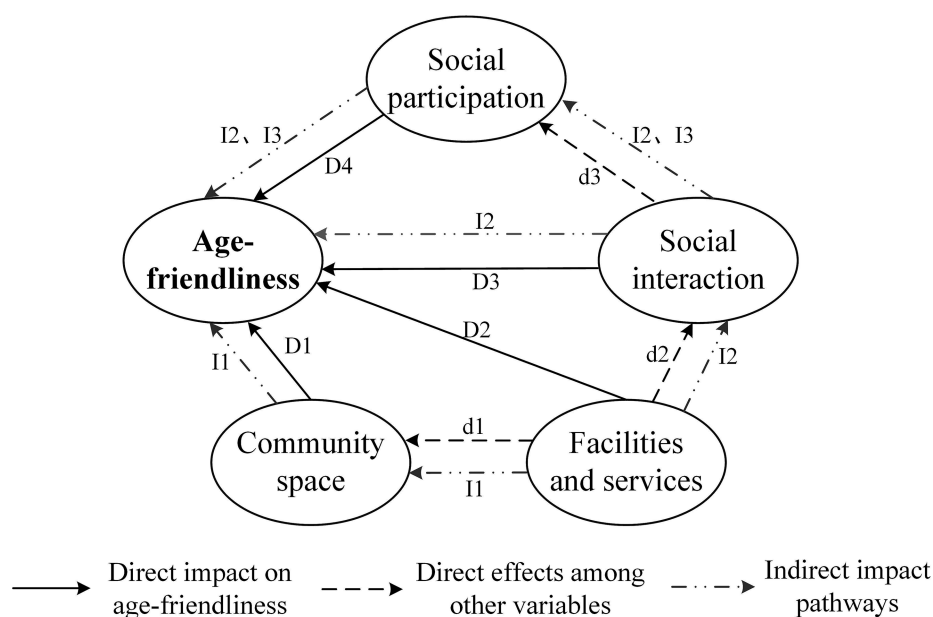 Social
participation
I2、I3
I2、I3
D4
d3
Age-
friendliness
I2
Social
interaction
D3
D2
D1
I1
d2
I2
Community
space
d1
I1
Facilities
and services
Direct impact on
age-friendliness
Direct effects among
other variables
Indirect impact
pathways